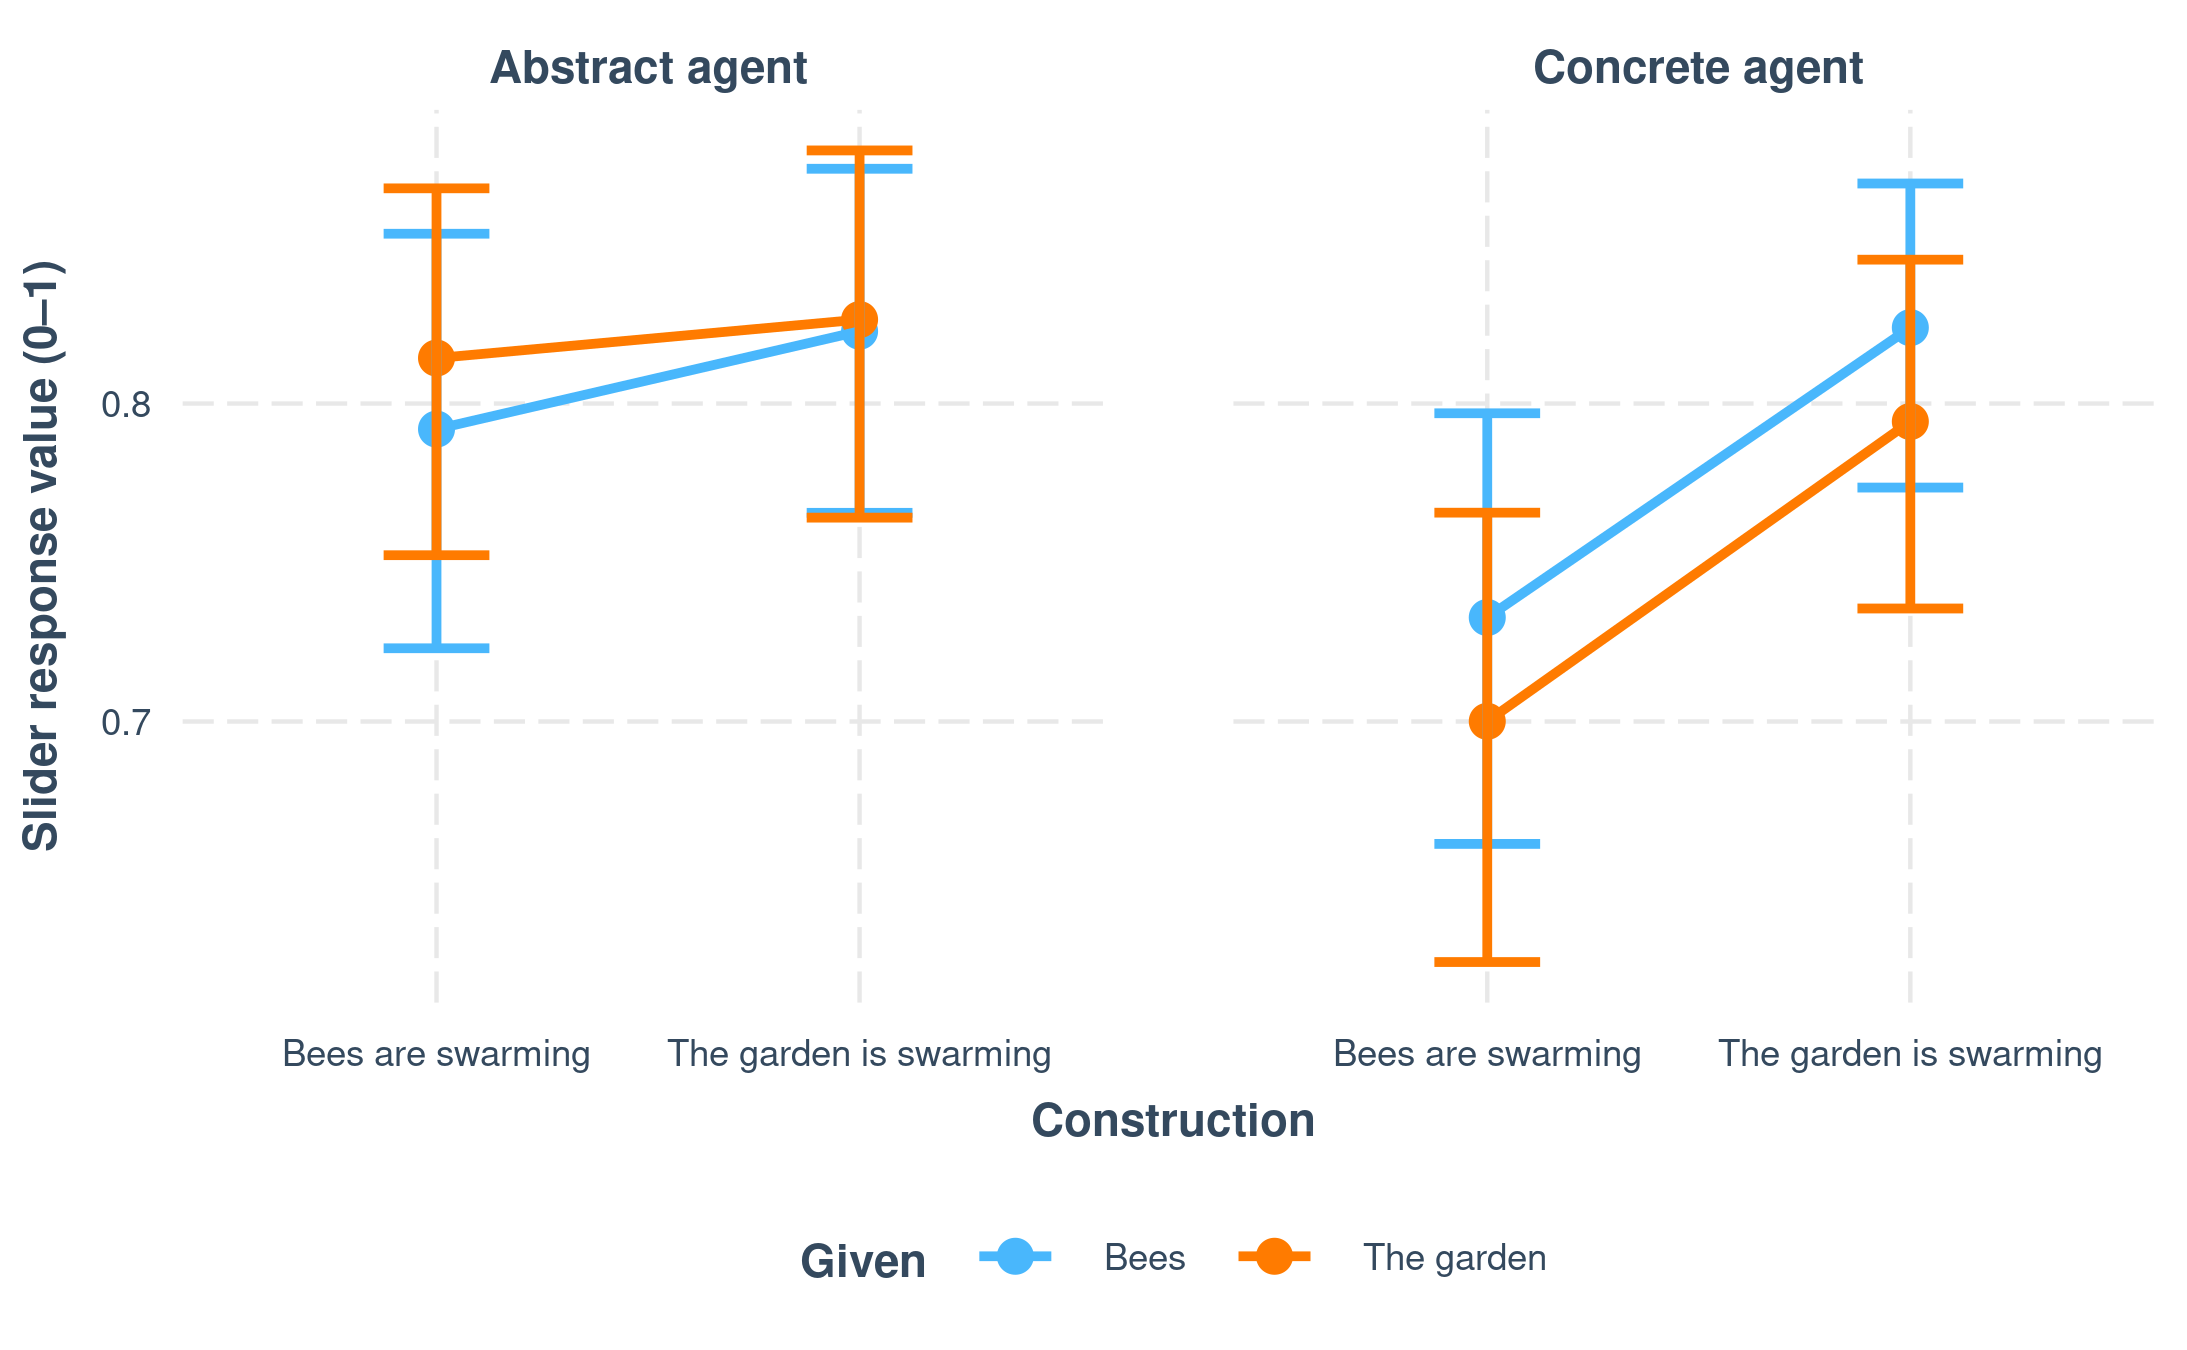 Abstract agent
Concrete agent
Slider response value (0–1)
0.8
0.7
Bees are swarming
The garden is swarming
Bees are swarming
The garden is swarming
Construction
Given
Bees
The garden